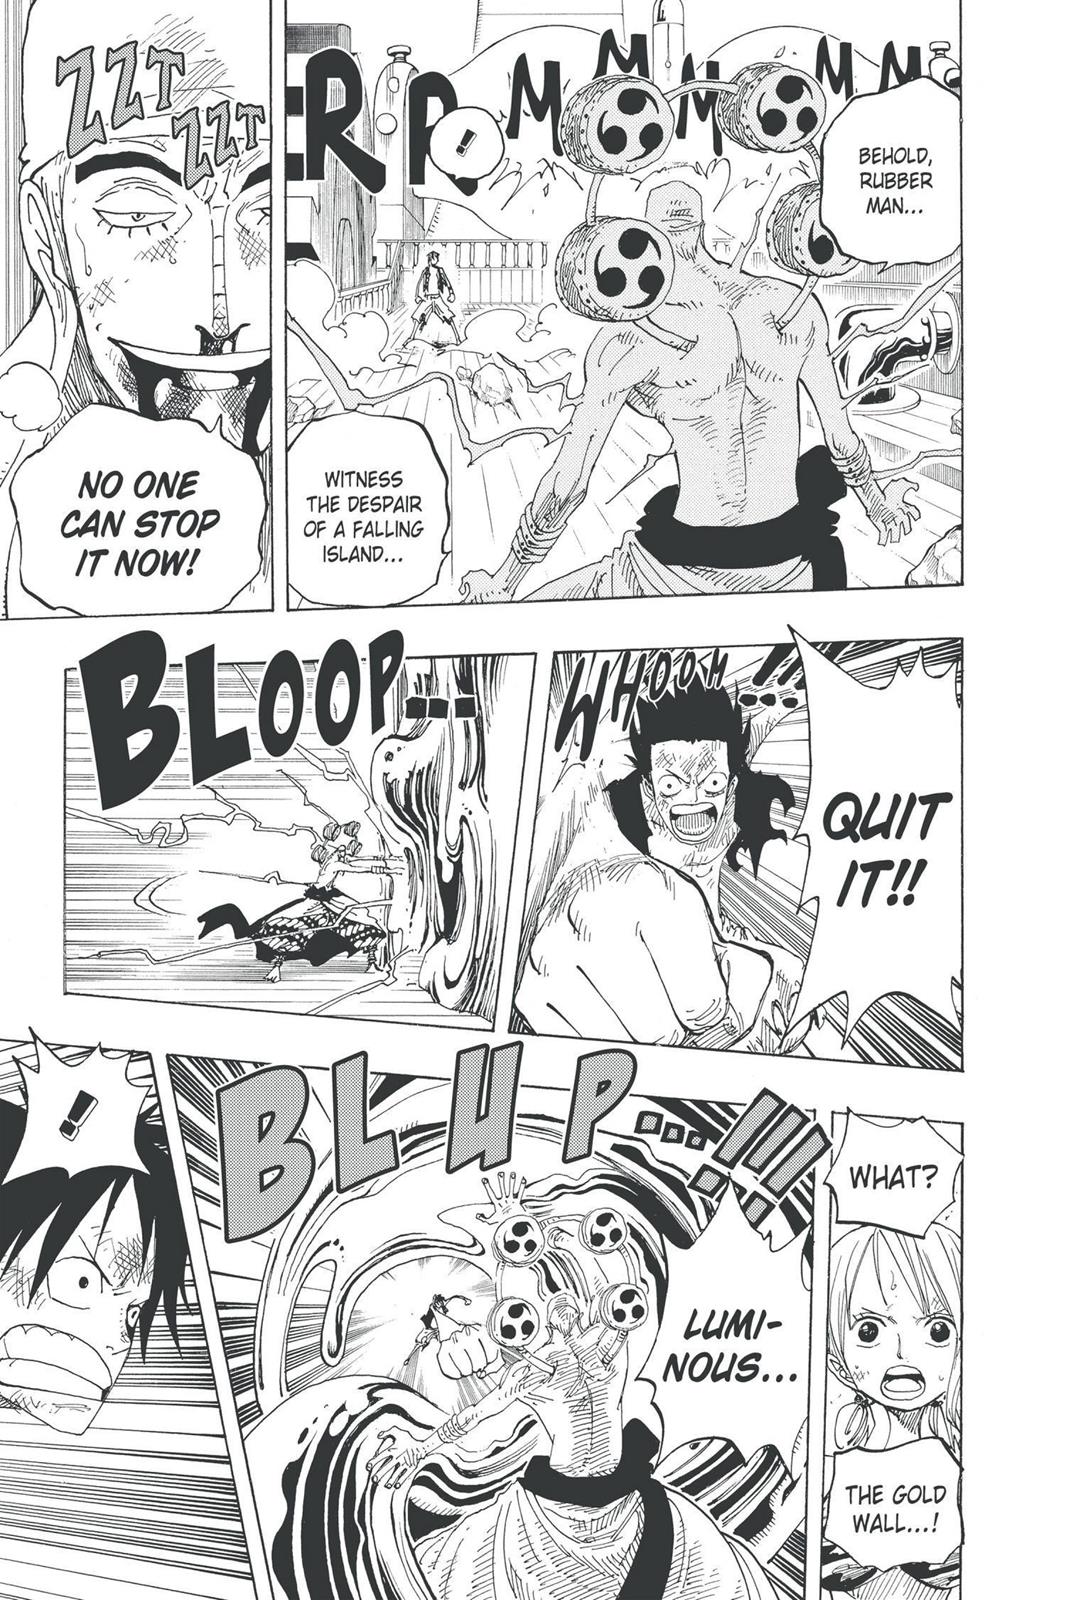 ERPMMMMMMM
!
BEHOLD,
RUBBER
MAN...
WITNESS
THE DESPAIR
OF A FALLING
ISLAND...
ZZT
ZZT
NO ONE
CAN STOP
IT NOW!
WHOOM...!!!
QUIT
IT!!
BLOOP...
WHAT?
THE GOLD
WALL...!
BLUP...!!!
LUMI-
NOUS...
!